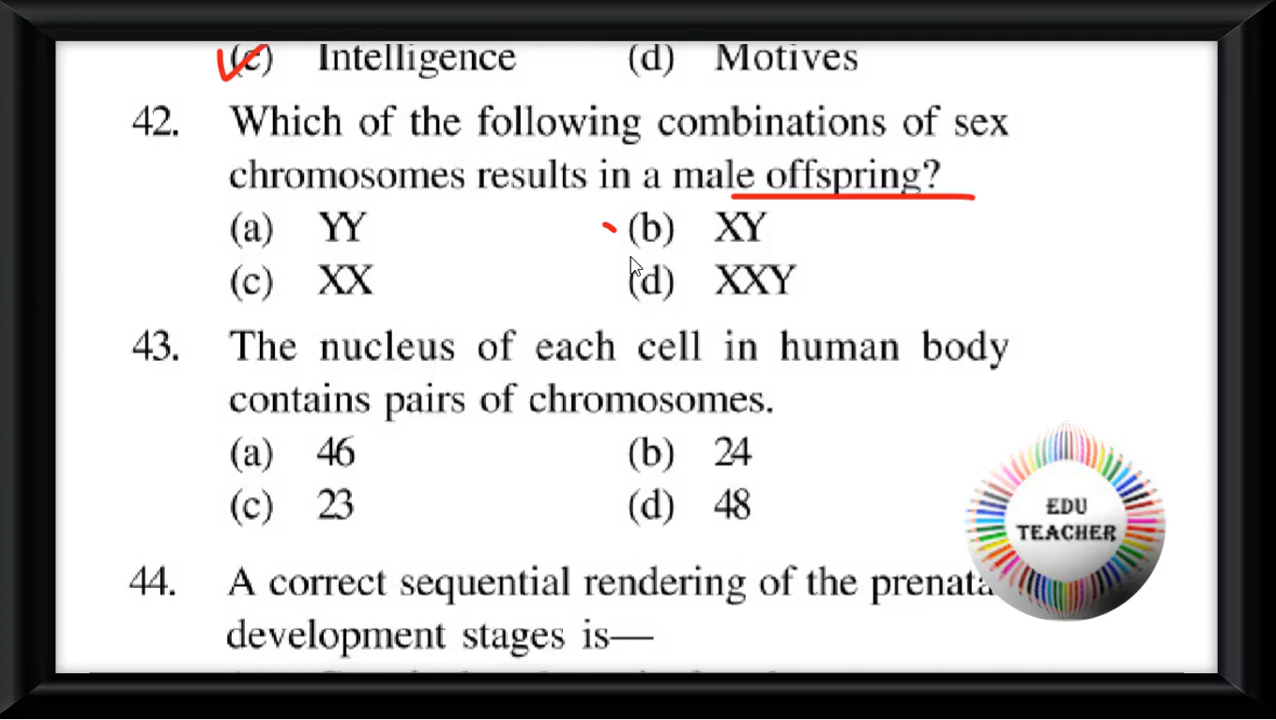 (c) Intelligence (d) Motives
42. Which of the following combinations of sex
chromosomes results in a male offspring?
(a) YY (b) XY
(c) XX (d) XXY
43. The nucleus of each cell in human body
contains pairs of chromosomes.
(a) 46 (b) 24
(c) 23 (d) 48
44. A correct sequential rendering of the
development stages is—
EDU
TEACHER